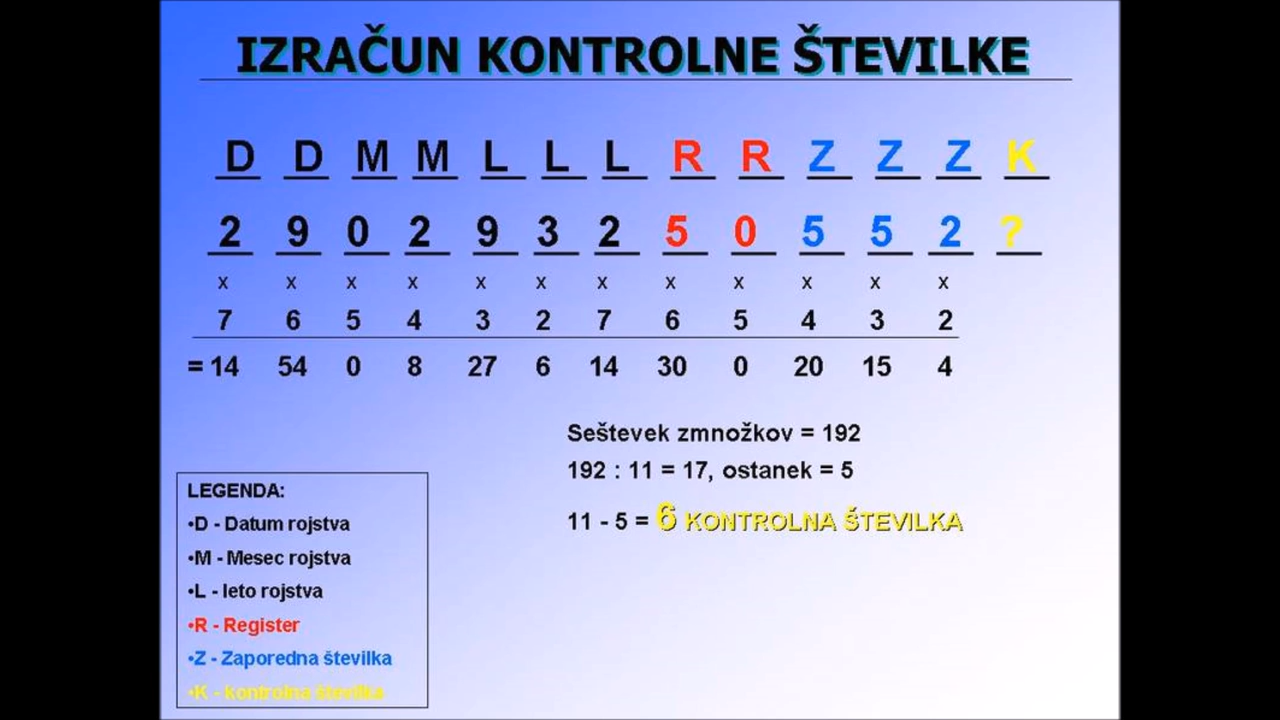 IZRAČUN KONTROLNE ŠTEVILKE
D D M M L L L R R Z Z Z K
2 9 0 2 9 3 2 5 0 5 5 2 ?
x x x x x x x x x x x x
7 6 5 4 3 2 7 6 5 4 3 2
= 14 54 0 8 27 6 14 30 0 20 15 4
Seštevek zmnožkov = 192
192 : 11 = 17, ostanek = 5
11 - 5 = 6 KONTROLNA ŠTEVILKA
LEGENDA:
•D - Datum rojstva
•M - Mesec rojstva
•L - leto rojstva
•R - Register
•Z - Zaporedna številka
•K - kontrolna številka